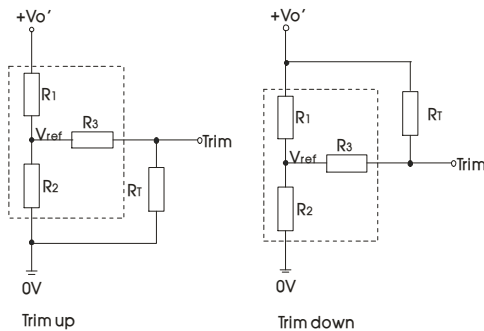 +Vo'
R1
Vref
R3
Trim
R2
RT
0V
Trim up
+Vo'
R1
RT
Vref
R3
Trim
R2
0V
Trim down